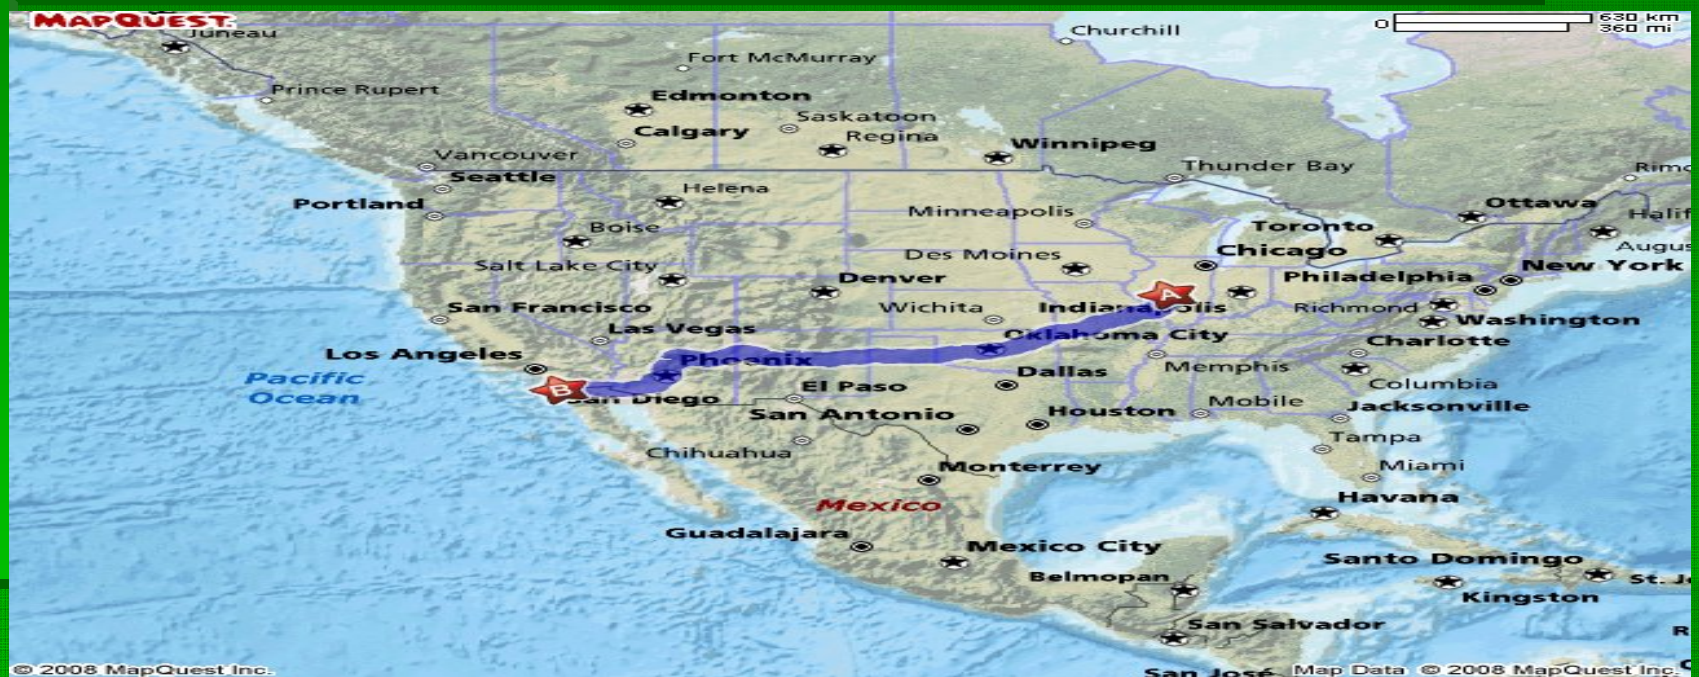 MAPQUEST.
0
630 km
360 mi
Juneau
Churchill
Fort McMurray
Prince Rupert
Edmonton
Saskatoon
Calgary
Regina
Winnipeg
Vancouver
Thunder Bay
Seattle
Helena
Portland
Ottawa
Minneapolis
Toronto
Boise
Chicago
Des Moines
Salt Lake City
Denver
Philadelphia
New York
A
San Francisco
Wichita
Richmond
Washington
Las Vegas
Oklahoma City
Charlotte
Los Angeles
Phoenix
Memphis
Pacific
Ocean
El Paso
Dallas
Columbia
B
San Diego
San Antonio
Houston
Mobile
Jacksonville
Tampa
Chihuahua
Monterrey
Miami
Havana
Mexico
Guadalajara
Mexico City
Santo Domingo
Belmopan
Kingston
San Salvador
San José
© 2008 MapQuest Inc.
Map Data © 2008 MapQuest Inc.